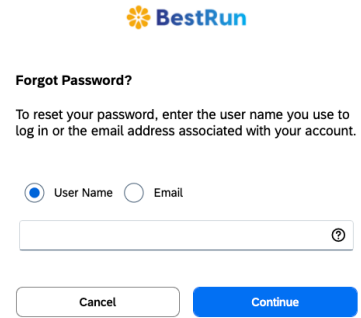 BestRun
Forgot Password?
To reset your password, enter the user name you use to
log in or the email address associated with your account.
User Name Email
Cancel Continue